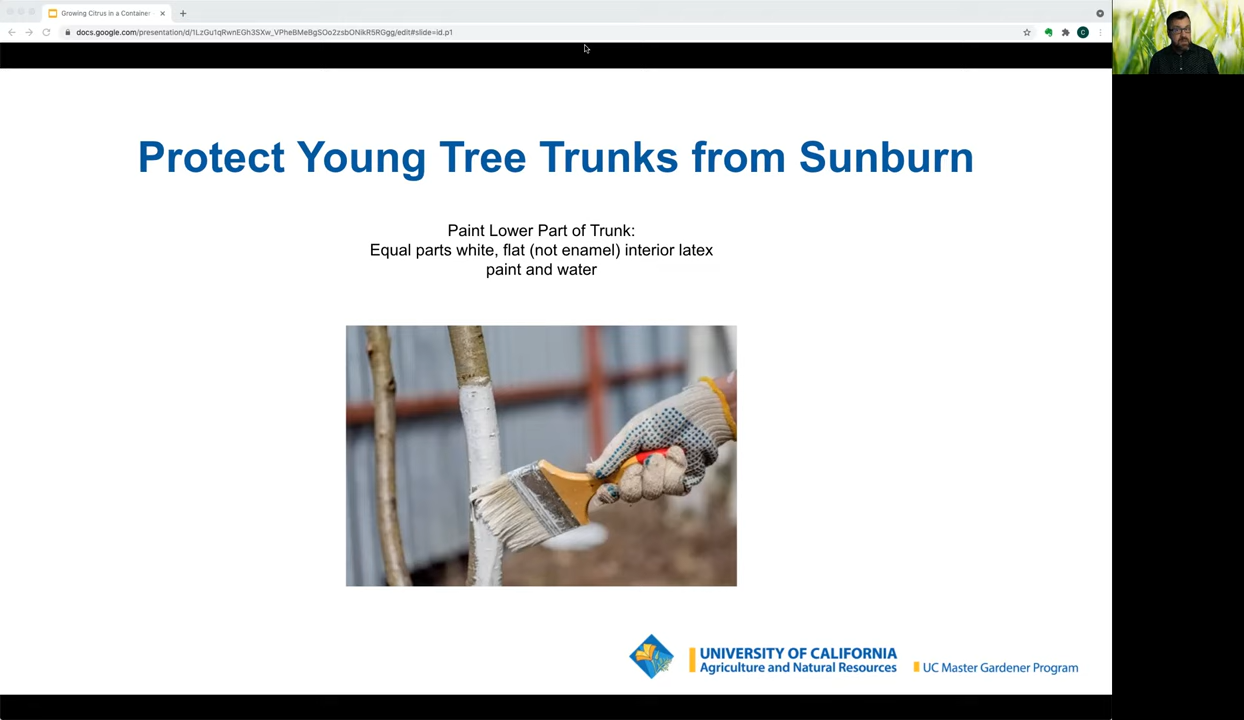 Growing Citrus in a Container
docs.google.com/presentation/d/1LzGu1qRwnEGh3SXw_VPheBMeBgSOo2zsbONikR5RGgg/edit#slide=id.p1
C
Protect Young Tree Trunks from Sunburn
Paint Lower Part of Trunk:
Equal parts white, flat (not enamel) interior latex
paint and water
UNIVERSITY OF CALIFORNIA
Agriculture and Natural Resources
UC Master Gardener Program